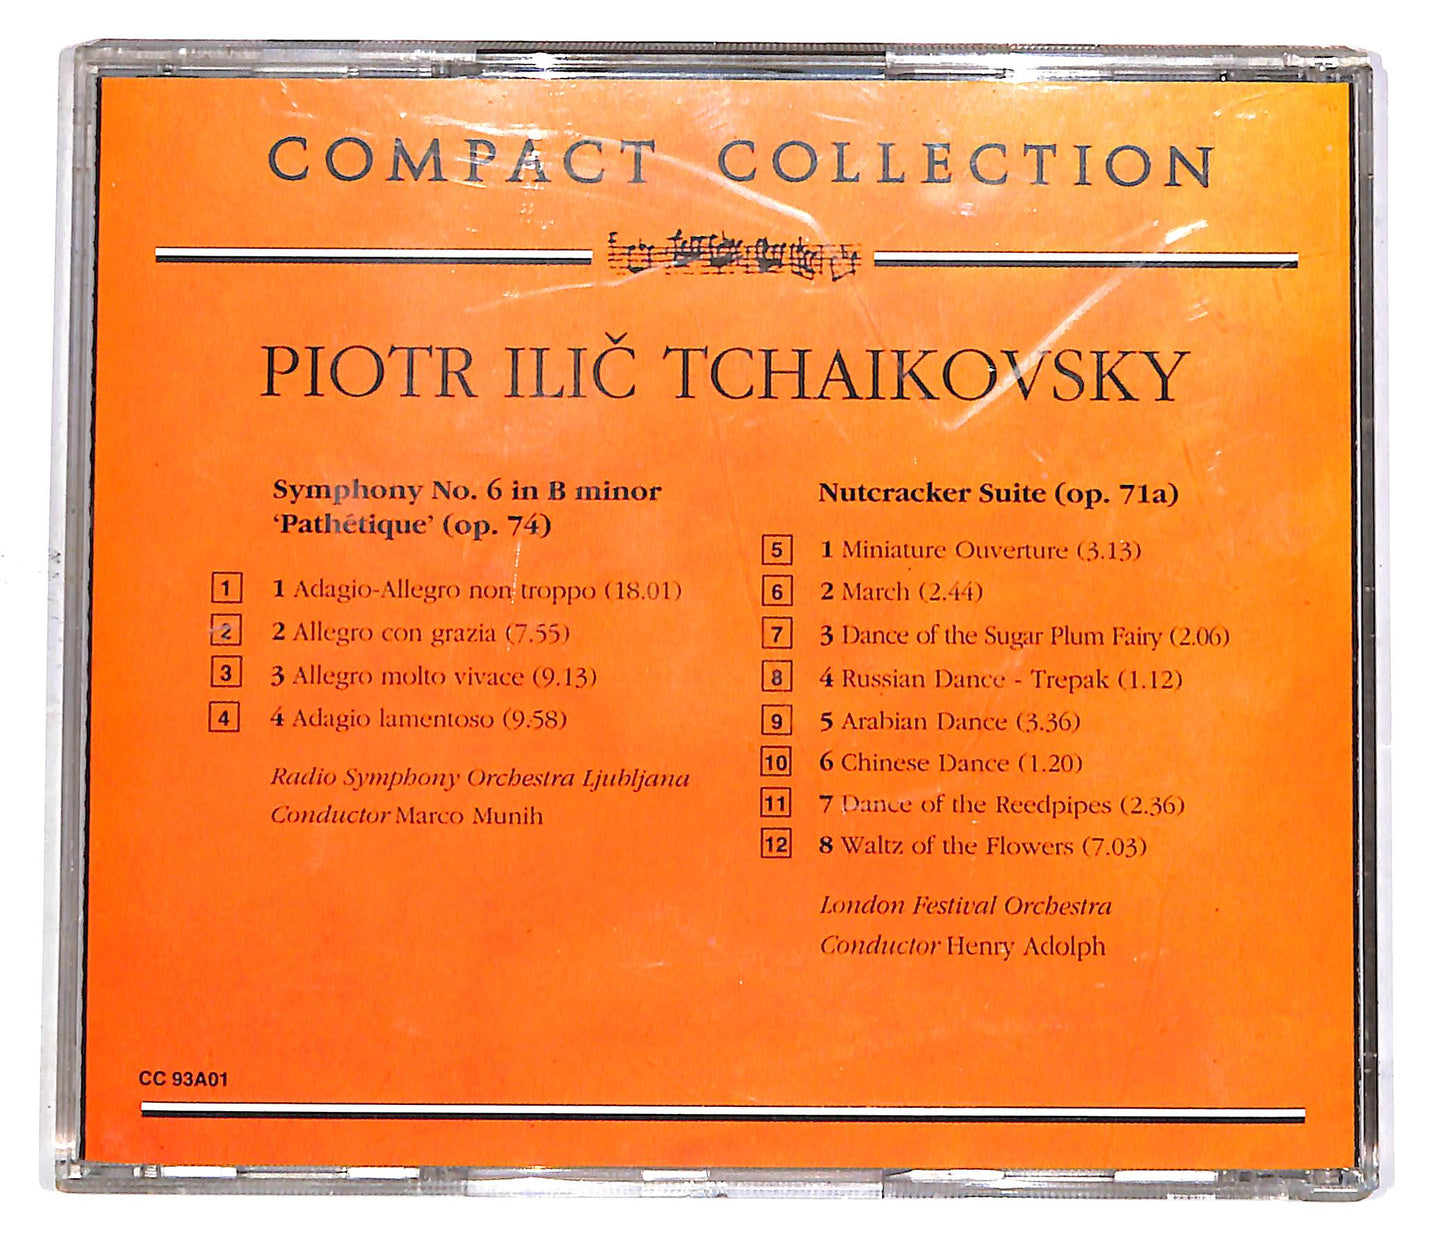 COMPACT COLLECTION
PIOTR ILIČ TCHAIKOVSKY
Symphony No. 6 in B minor
‘Pathétique’ (op. 74)
1 1 Adagio-Allegro non troppo (18.01)
2 2 Allegro con grazia (7.55)
3 3 Allegro molto vivace (9.13)
4 4 Adagio lamentoso (9.58)
Radio Symphony Orchestra Ljubljana
Conductor Marco Munih
Nutcracker Suite (op. 71a)
5 1 Miniature Ouverture (3.13)
6 2 March (2.44)
7 3 Dance of the Sugar Plum Fairy (2.06)
8 4 Russian Dance - Trepak (1.12)
9 5 Arabian Dance (3.36)
10 6 Chinese Dance (1.20)
11 7 Dance of the Reedpipes (2.36)
12 8 Waltz of the Flowers (7.03)
London Festival Orchestra
Conductor Henry Adolph
CC 93A01